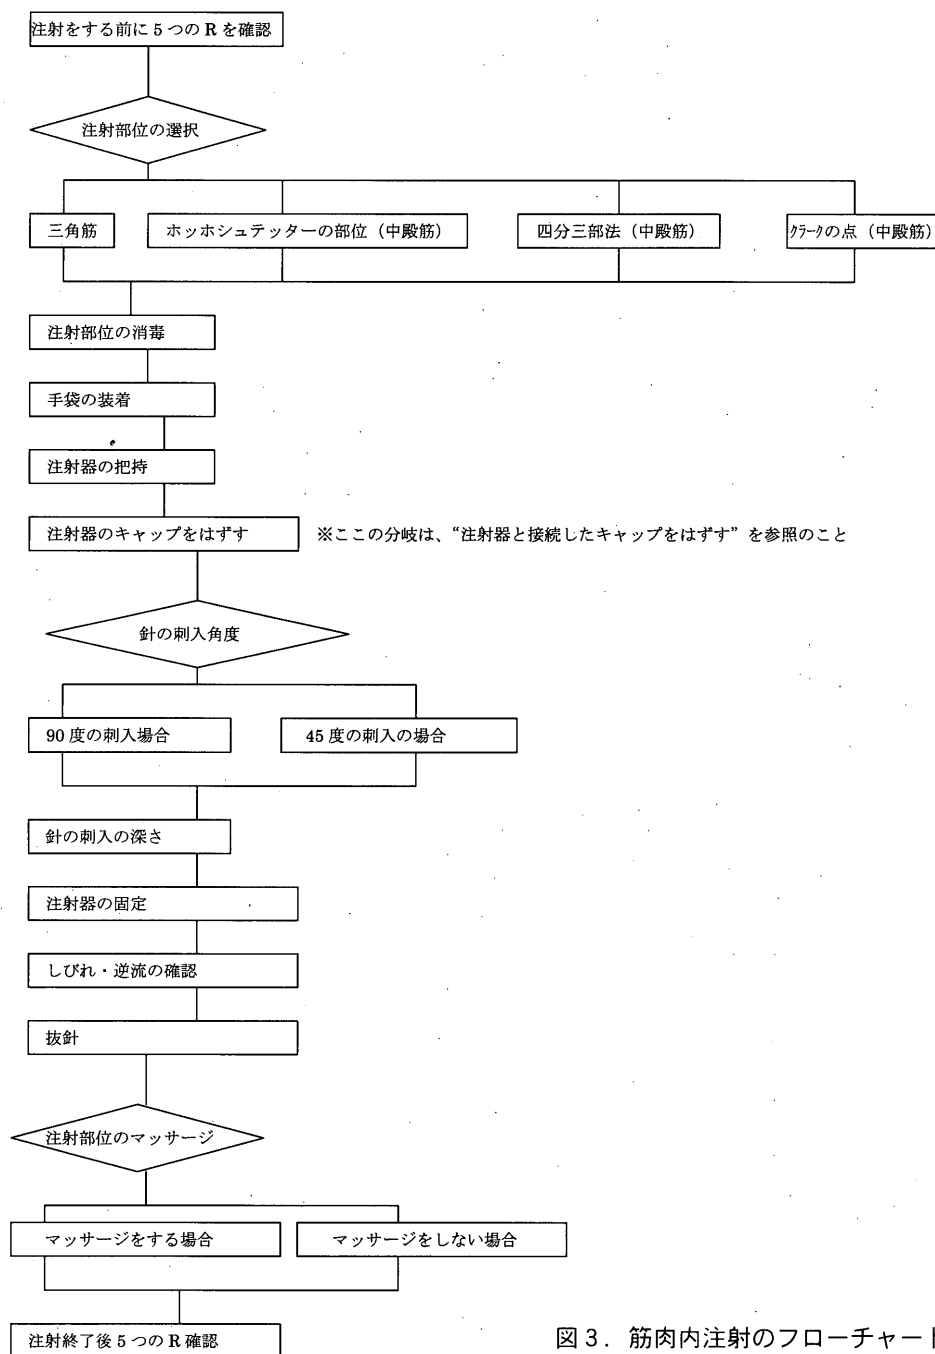 注射をする前に5つのRを確認
注射部位の選択
三角筋
ホッホシュテッターの部位(中殿筋)
四分三部法(中殿筋)
クラークの点(中殿筋)
注射部位の消毒
手袋の装着
注射器の把持
注射器のキャップをはずす
※ここの分岐は、“注射器と接続したキャップをはずす”を参照のこと
針の刺入角度
90度の刺入場合
45度の刺入の場合
針の刺入の深さ
注射器の固定
しびれ・逆流の確認
抜針
注射部位のマッサージ
マッサージをする場合
マッサージをしない場合
注射終了後5つのR確認
図3.筋肉内注射のフローチャート